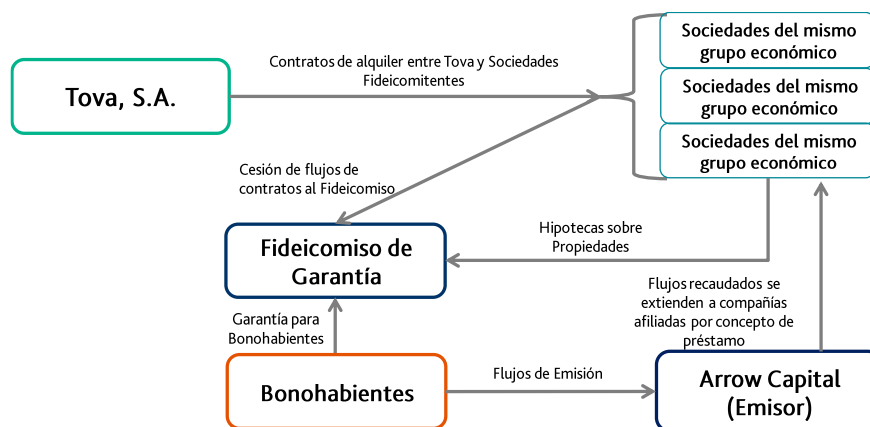 Sociedades del mismo
grupo económico
Contratos de alquiler entre Tova y Sociedades
Fideicomitentes
Tova, S.A.
Sociedades del mismo
grupo económico
Sociedades del mismo
grupo económico
Cesión de flujos de
contratos al Fideicomiso
Hipotecas sobre
Propiedades
Fideicomiso de
Garantía
Flujos recaudados se
extienden a compañías
afiliadas por concepto de
préstamo
Garantía para
Bonohabientes
Bonohabientes
Flujos de Emisión
Arrow Capital
(Emisor)